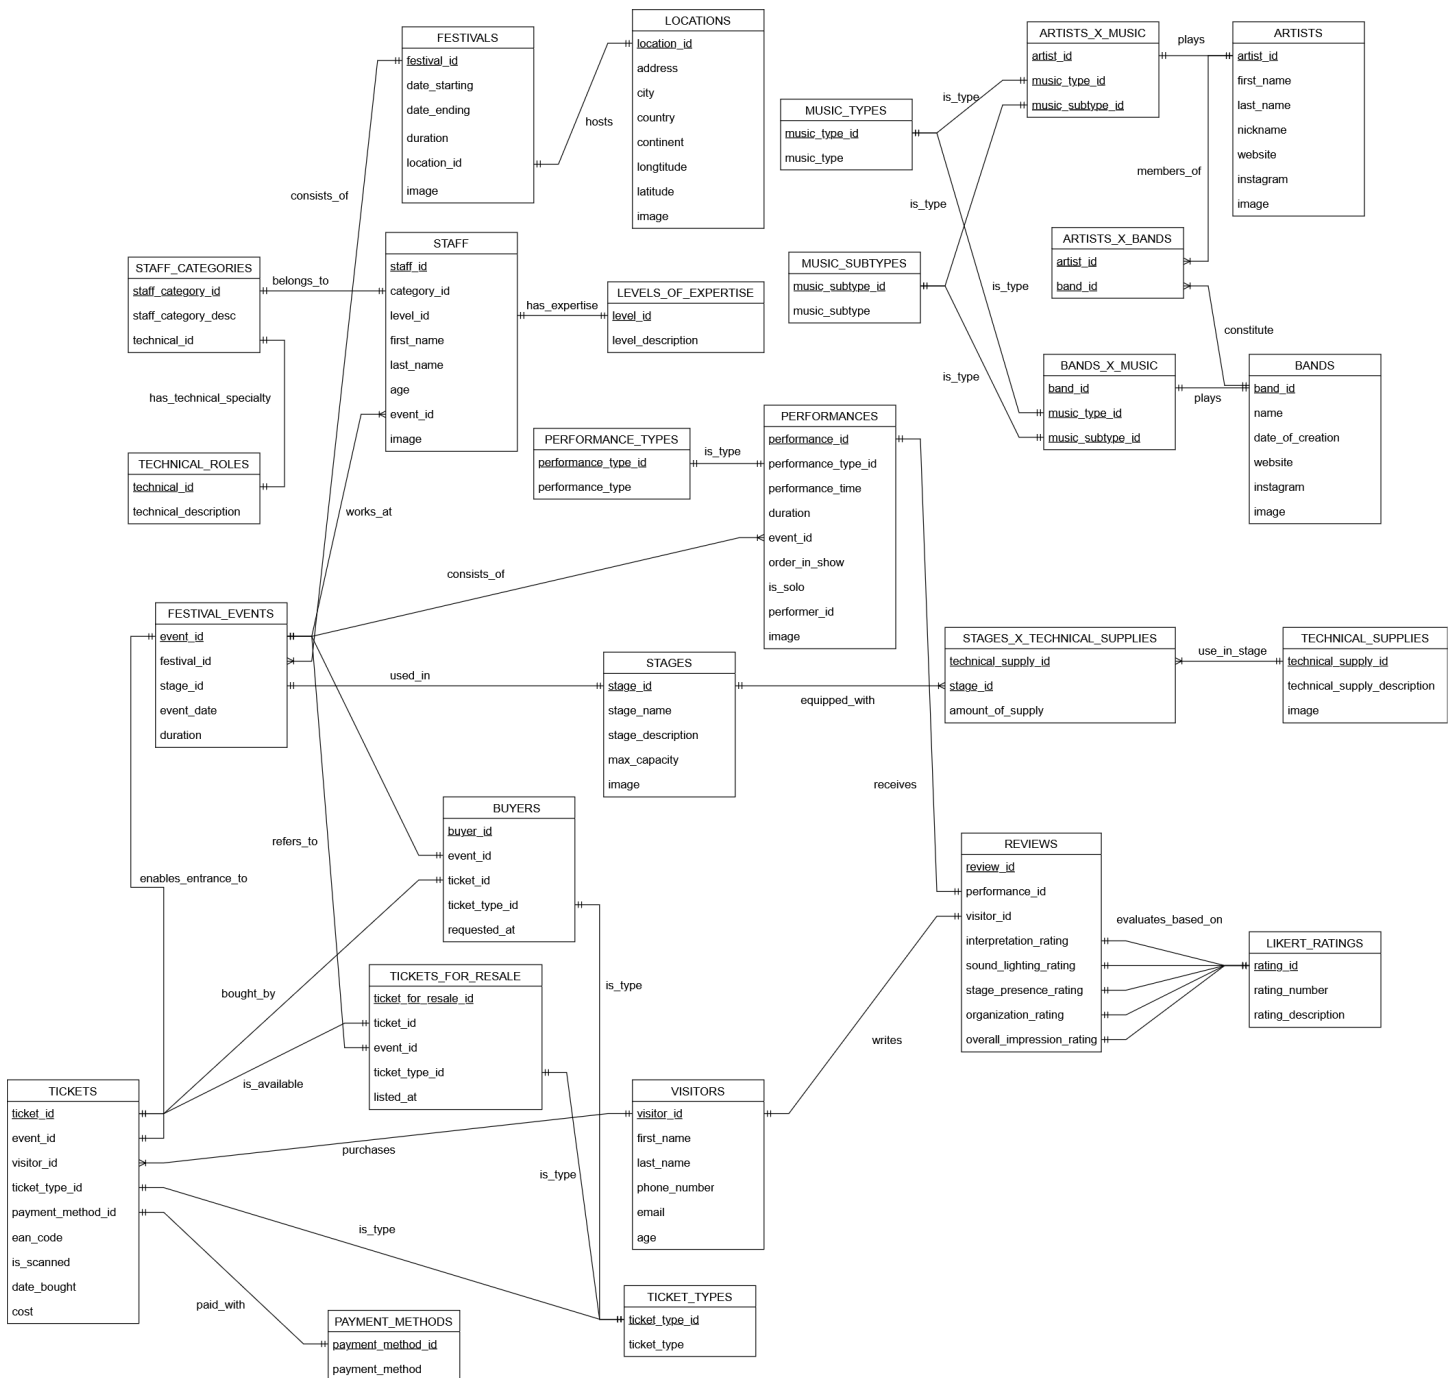 FESTIVALS
festival_id
date_starting
date_ending
duration
location_id
image
LOCATIONS
location_id
address
city
country
continent
longtitude
latitude
image
hosts
consists_of
ARTISTS_X_MUSIC
artist_id
music_type_id
music_subtype_id
plays
ARTISTS
artist_id
first_name
last_name
nickname
website
instagram
image
MUSIC_TYPES
music_type_id
music_type
is_type
is_type
members_of
ARTISTS_X_BANDS
artist_id
band_id
MUSIC_SUBTYPES
music_subtype_id
music_subtype
is_type
is_type
constitute
BANDS_X_MUSIC
band_id
music_type_id
music_subtype_id
plays
BANDS
band_id
name
date_of_creation
website
instagram
image
STAFF_CATEGORIES
staff_category_id
staff_category_desc
technical_id
belongs_to
STAFF
staff_id
category_id
level_id
first_name
last_name
age
event_id
image
has_expertise
LEVELS_OF_EXPERTISE
level_id
level_description
has_technical_specialty
TECHNICAL_ROLES
technical_id
technical_description
works_at
PERFORMANCE_TYPES
performance_type_id
performance_type
is_type
PERFORMANCES
performance_id
performance_type_id
performance_time
duration
event_id
order_in_show
is_solo
performer_id
image
consists_of
FESTIVAL_EVENTS
event_id
festival_id
stage_id
event_date
duration
used_in
STAGES
stage_id
stage_name
stage_description
max_capacity
image
equipped_with
STAGES_X_TECHNICAL_SUPPLIES
technical_supply_id
stage_id
amount_of_supply
use_in_stage
TECHNICAL_SUPPLIES
technical_supply_id
technical_supply_description
image
receives
refers_to
enables_entrance_to
BUYERS
buyer_id
event_id
ticket_id
ticket_type_id
requested_at
bought_by
is_type
TICKETS_FOR_RESALE
ticket_for_resale_id
ticket_id
event_id
ticket_type_id
listed_at
is_available
REVIEWS
review_id
performance_id
visitor_id
interpretation_rating
sound_lighting_rating
stage_presence_rating
organization_rating
overall_impression_rating
evaluates_based_on
LIKERT_RATINGS
rating_id
rating_number
rating_description
writes
TICKETS
ticket_id
event_id
visitor_id
ticket_type_id
payment_method_id
ean_code
is_scanned
date_bought
cost
purchases
is_type
is_type
VISITORS
visitor_id
first_name
last_name
phone_number
email
age
paid_with
PAYMENT_METHODS
payment_method_id
payment_method
TICKET_TYPES
ticket_type_id
ticket_type